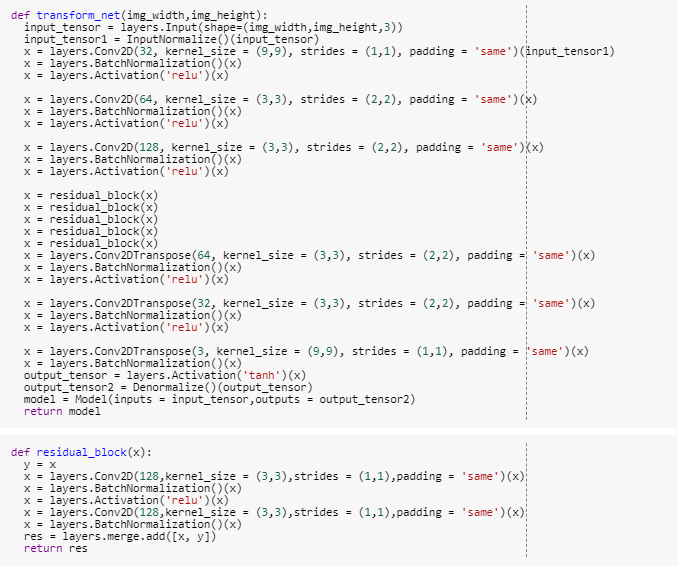 def transform_net(img_width,img_height):
  input_tensor = layers.Input(shape=(img_width,img_height,3))
  input_tensor1 = InputNormalize()(input_tensor)
  x = layers.Conv2D(32, kernel_size = (9,9), strides = (1,1), padding = 'same')(input_tensor1)
  x = layers.BatchNormalization()(x)
  x = layers.Activation('relu')(x)

  x = layers.Conv2D(64, kernel_size = (3,3), strides = (2,2), padding = 'same')(x)
  x = layers.BatchNormalization()(x)
  x = layers.Activation('relu')(x)

  x = layers.Conv2D(128, kernel_size = (3,3), strides = (2,2), padding = 'same')(x)
  x = layers.BatchNormalization()(x)
  x = layers.Activation('relu')(x)

  x = residual_block(x)
  x = residual_block(x)
  x = residual_block(x)
  x = residual_block(x)
  x = residual_block(x)
  x = layers.Conv2DTranspose(64, kernel_size = (3,3), strides = (2,2), padding = 'same')(x)
  x = layers.BatchNormalization()(x)
  x = layers.Activation('relu')(x)

  x = layers.Conv2DTranspose(32, kernel_size = (3,3), strides = (2,2), padding = 'same')(x)
  x = layers.BatchNormalization()(x)
  x = layers.Activation('relu')(x)

  x = layers.Conv2DTranspose(3, kernel_size = (9,9), strides = (1,1), padding = 'same')(x)
  x = layers.BatchNormalization()(x)
  output_tensor = layers.Activation('tanh')(x)
  output_tensor2 = Denormalize()(output_tensor)
  model = Model(inputs = input_tensor,outputs = output_tensor2)
  return model

def residual_block(x):
  y = x
  x = layers.Conv2D(128,kernel_size = (3,3),strides = (1,1),padding = 'same')(x)
  x = layers.BatchNormalization()(x)
  x = layers.Activation('relu')(x)
  x = layers.Conv2D(128,kernel_size = (3,3),strides = (1,1),padding = 'same')(x)
  x = layers.BatchNormalization()(x)
  res = layers.merge.add([x, y])
  return res